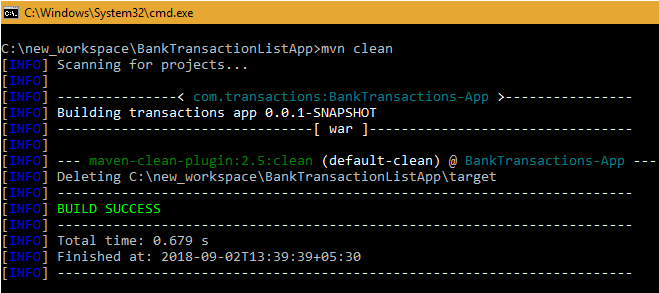 C:\Windows\System32\cmd.exe
C:\new_workspace\BankTransactionListApp>mvn clean
[INFO] Scanning for projects...
[INFO]
[INFO] ---------------< com.transactions:BankTransactions-App >----------------
[INFO] Building transactions app 0.0.1-SNAPSHOT
[INFO] --------------------------------[ war ]---------------------------------
[INFO]
[INFO] --- maven-clean-plugin:2.5:clean (default-clean) @ BankTransactions-App ---
[INFO] Deleting C:\new_workspace\BankTransactionListApp\target
[INFO] ------------------------------------------------------------------------
[INFO] BUILD SUCCESS
[INFO] ------------------------------------------------------------------------
[INFO] Total time: 0.679 s
[INFO] Finished at: 2018-09-02T13:39:39+05:30
[INFO] ------------------------------------------------------------------------